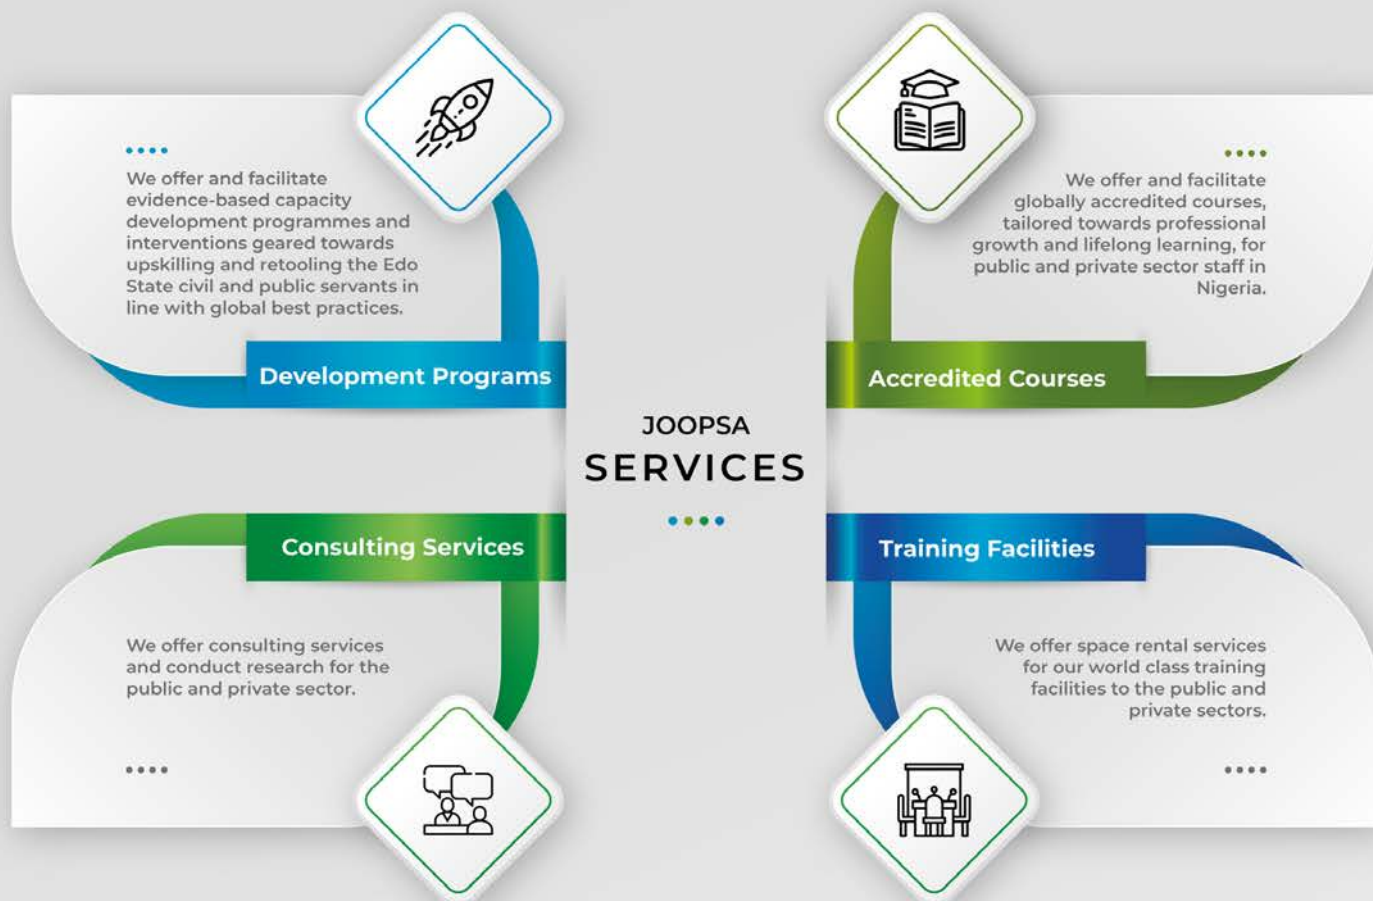 We offer and facilitate
evidence-based capacity
development programmes and
interventions geared towards
upskilling and retooling the Edo
State civil and public servants in
line with global best practices.
Development Programs
We offer and facilitate
globally accredited courses,
tailored towards professional
growth and lifelong learning, for
public and private sector staff in
Nigeria.
Accredited Courses
JOOPSA
SERVICES
Consulting Services
We offer consulting services
and conduct research for the
public and private sector.
Training Facilities
We offer space rental services
for our world class training
facilities to the public and
private sectors.